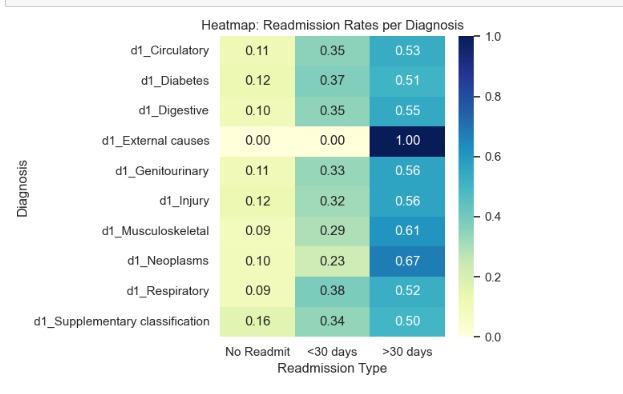 Heatmap: Readmission Rates per Diagnosis
d1_Circulatory 0.11 0.35 0.53
d1_Diabetes 0.12 0.37 0.51
d1_Digestive 0.10 0.35 0.55
d1_External causes 0.00 0.00 1.00
d1_Genitourinary 0.11 0.33 0.56
d1_Injury 0.12 0.32 0.56
d1_Musculoskeletal 0.09 0.29 0.61
d1_Neoplasms 0.10 0.23 0.67
d1_Respiratory 0.09 0.38 0.52
d1_Supplementary classification 0.16 0.34 0.50
No Readmit <30 days >30 days
Readmission Type
Diagnosis
1.0
0.8
0.6
0.4
0.2
0.0